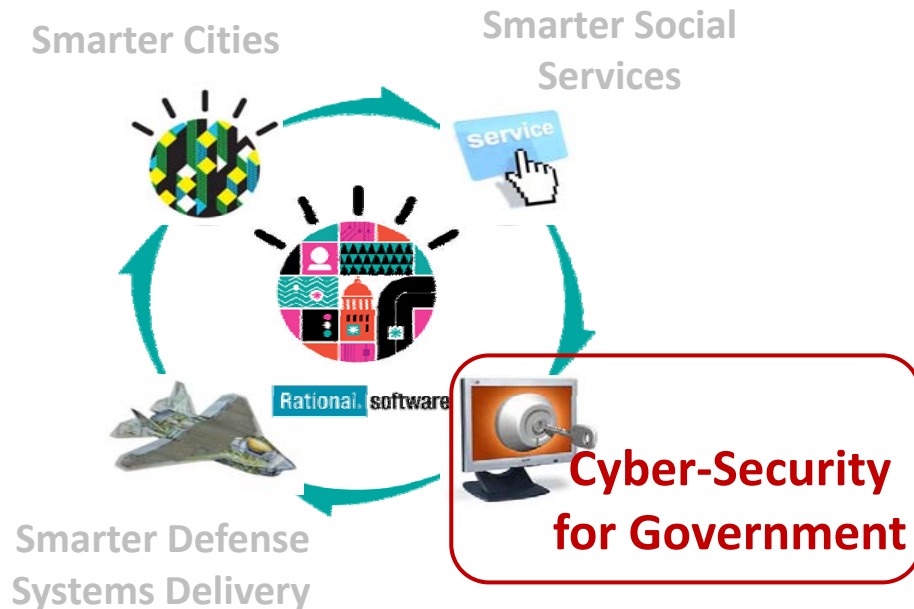 Smarter Cities
Smarter Social
Services
service
Rational. software
Cyber-Security
for Government
Smarter Defense
Systems Delivery